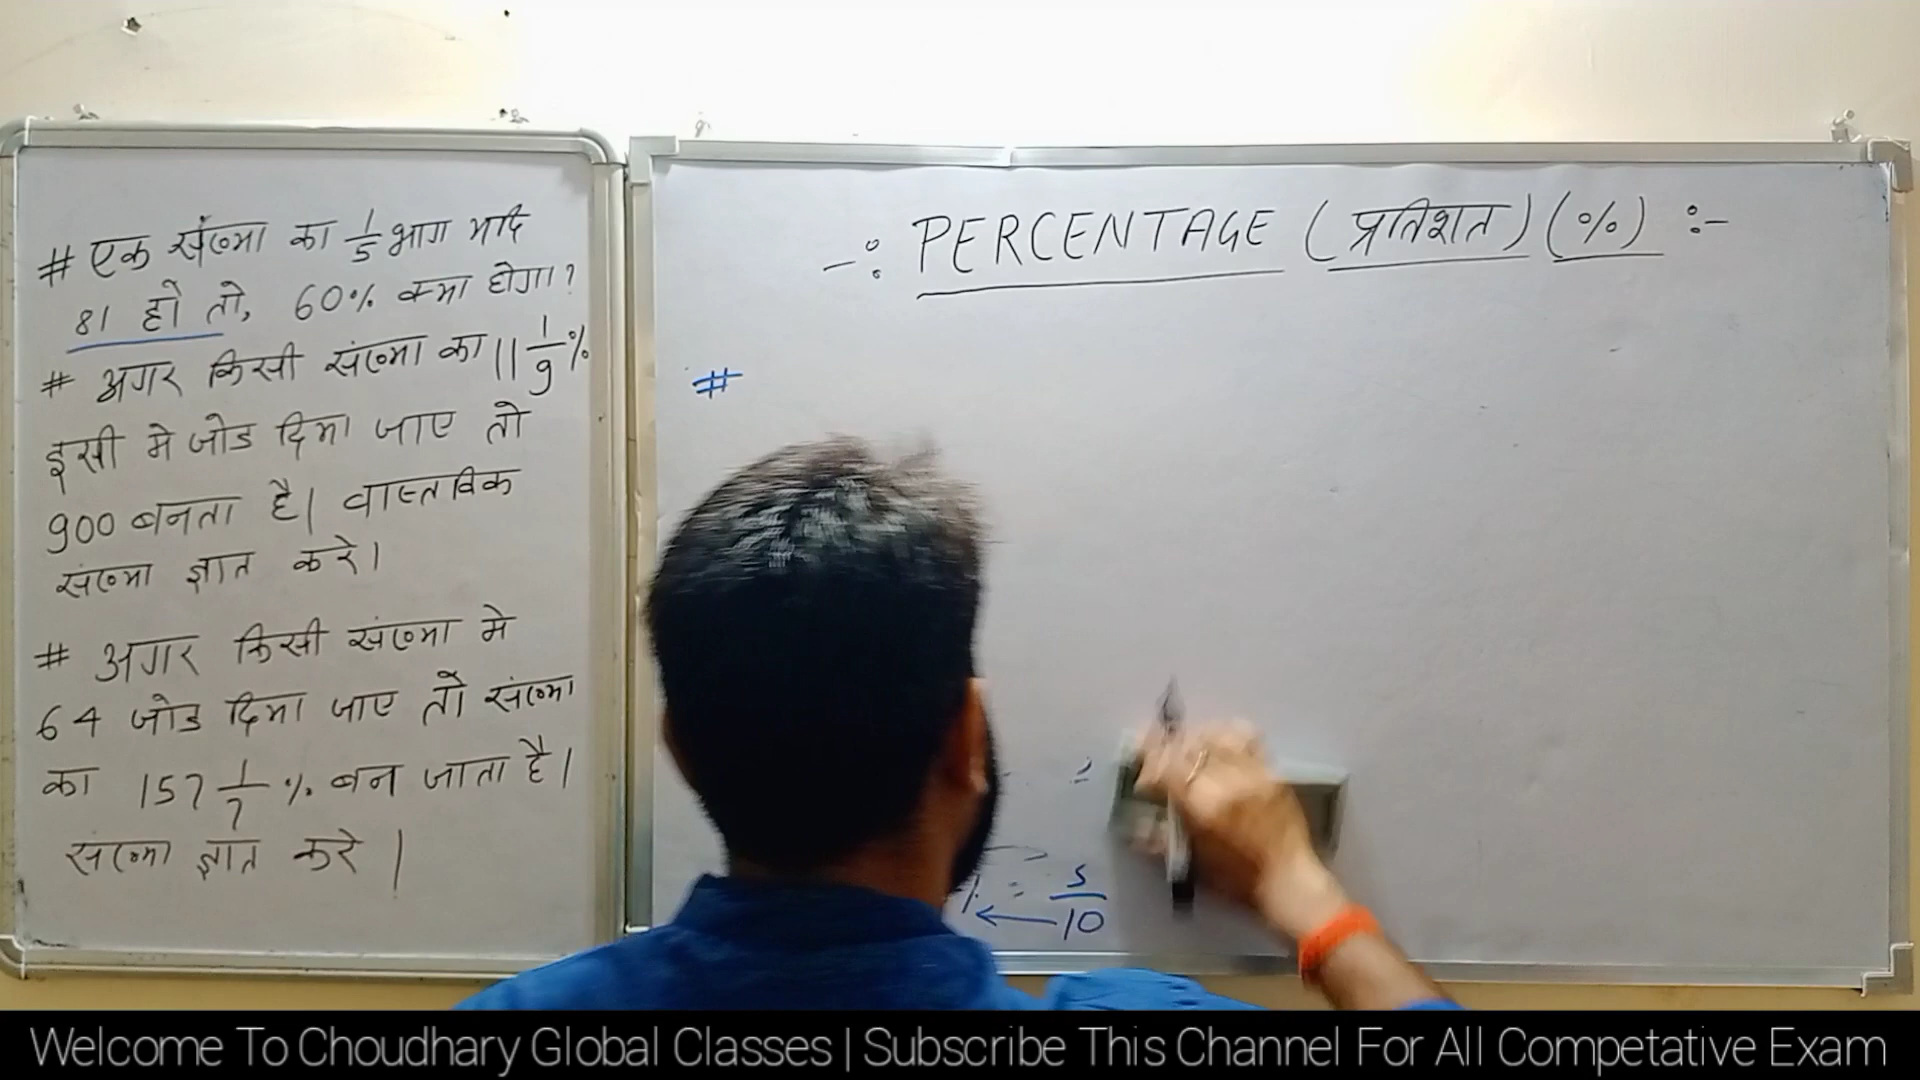 # एक संख्या का 1/5 भाग यदि
81 हो तो, 60% क्या होगा?
# अगर किसी संख्या का 11 1/9 %
इसी मे जोड दिया जाए तो
900 बनता है। वास्तविक
संख्या ज्ञात करे।
# अगर किसी संख्या मे
64 जोड दिया जाए तो संख्या
का 157 1/7 % बन जाता है।
संख्या ज्ञात करे।
-: PERCENTAGE (प्रतिशत) (%) :-
#
= 5/10
Welcome To Choudhary Global Classes | Subscribe This Channel For All Competative Exam